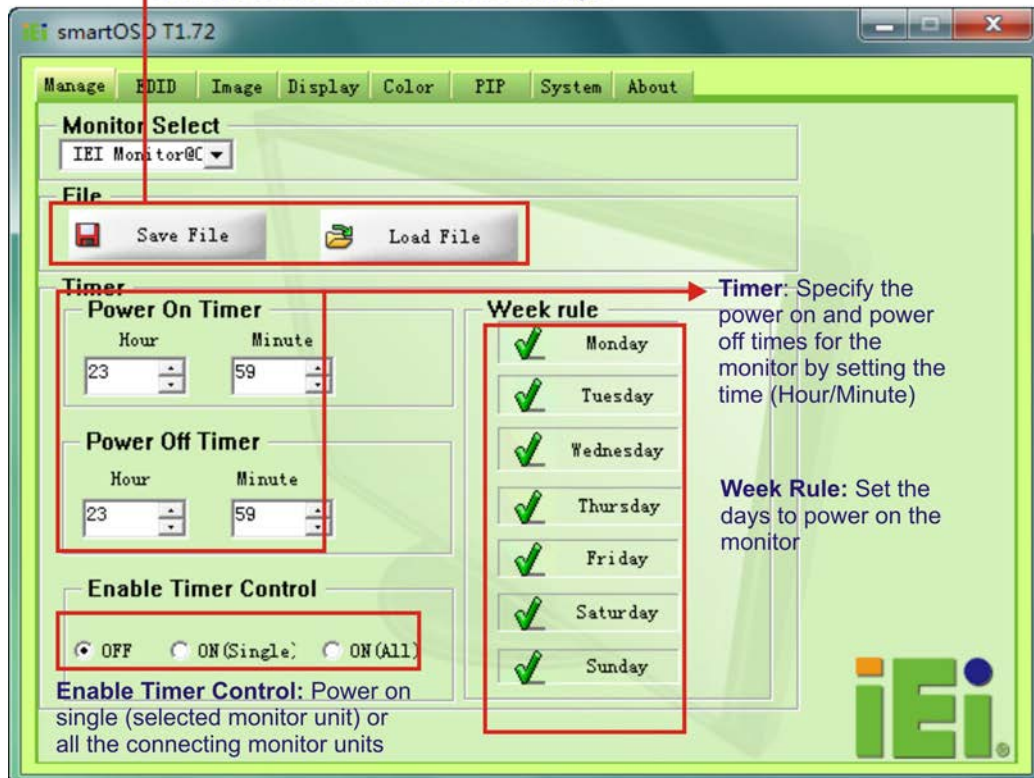 iEi smartOSD T1.72
Manage EDID Image Display Color PIP System About
Monitor Select
IEI Monitor@C
File
Save File Load File
Timer
Power On Timer
Hour Minute
23 59
Power Off Timer
Hour Minute
23 59
Enable Timer Control
OFF ON(Single) ON(All)
Enable Timer Control: Power on
single (selected monitor unit) or
all the connecting monitor units
Week rule
Monday
Tuesday
Wednesday
Thursday
Friday
Saturday
Sunday
Timer: Specify the
power on and power
off times for the
monitor by setting the
time (Hour/Minute)
Week Rule: Set the
days to power on the
monitor
iEi®